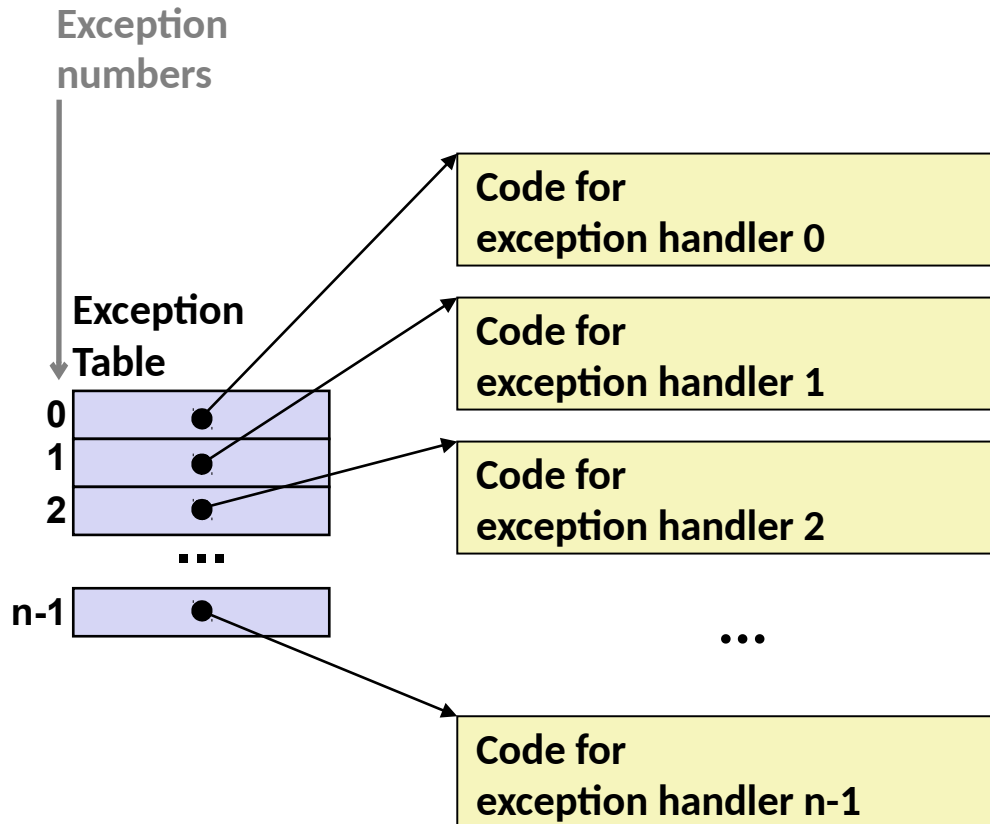 Exception
numbers
Code for
exception handler 0
Exception
Table
Code for
exception handler 1
0
1
2
...
n-1
Code for
exception handler 2
...
Code for
exception handler n-1